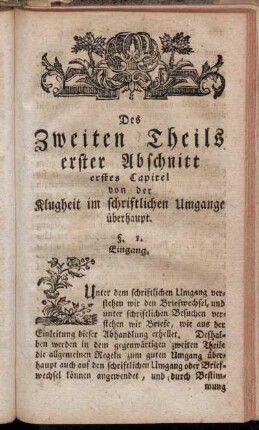 Des
Zweiten Theils
erster Abschnitt
erstes Capitel
von der
Klugheit im schriftlichen Umgange
überhaupt.
§. 1.
Eingang.
Unter dem schriftlichen Umgang ver-
stehen wir den Briefwechsel, und
unter schriftlichen Besuchen ver-
stehen wir Briefe, wie aus der
Einleitung dieser Abhandlung erhellet. Deshal-
ben werden in dem gegenwärtigen zweiten Theile
die allgemeinen Regeln zum guten Umgang über-
haupt auch auf den schriftlichen Umgang oder Brief-
wechsel können angewendet, und durch Bestim-
mung